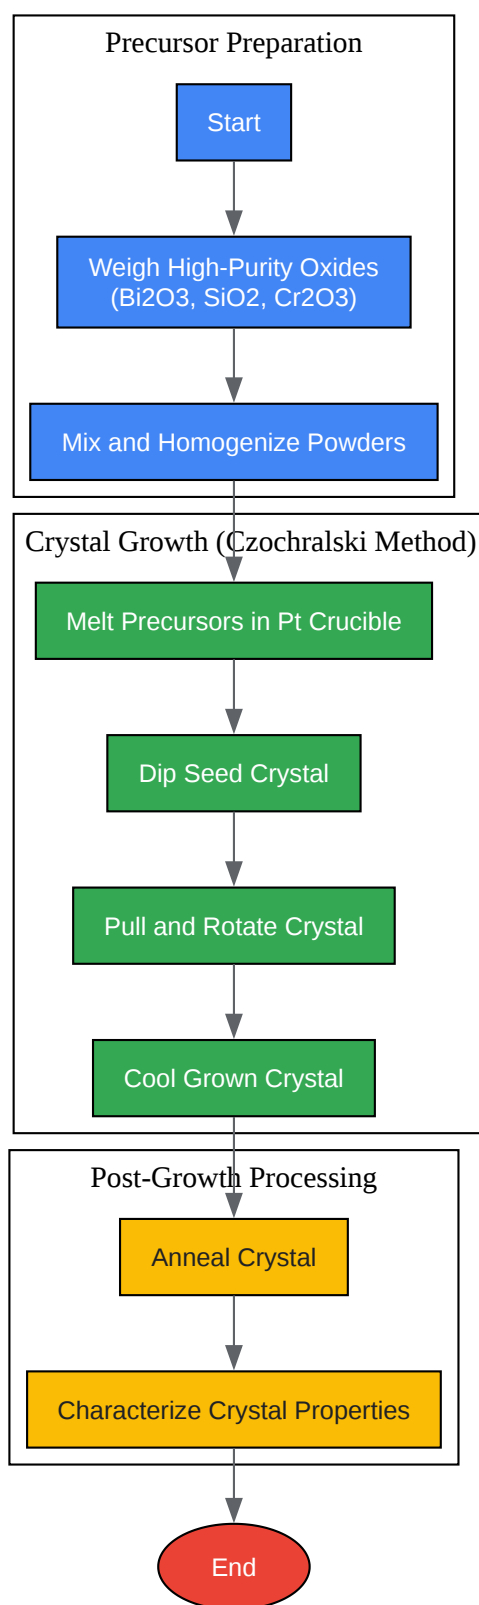 Precursor Preparation
Start
Weigh High-Purity Oxides
(Bi2O3, SiO2, Cr2O3)
Mix and Homogenize Powders
Crystal Growth (Czochralski Method)
Melt Precursors in Pt Crucible
Dip Seed Crystal
Pull and Rotate Crystal
Cool Grown Crystal
Post-Growth Processing
Anneal Crystal
Characterize Crystal Properties
End